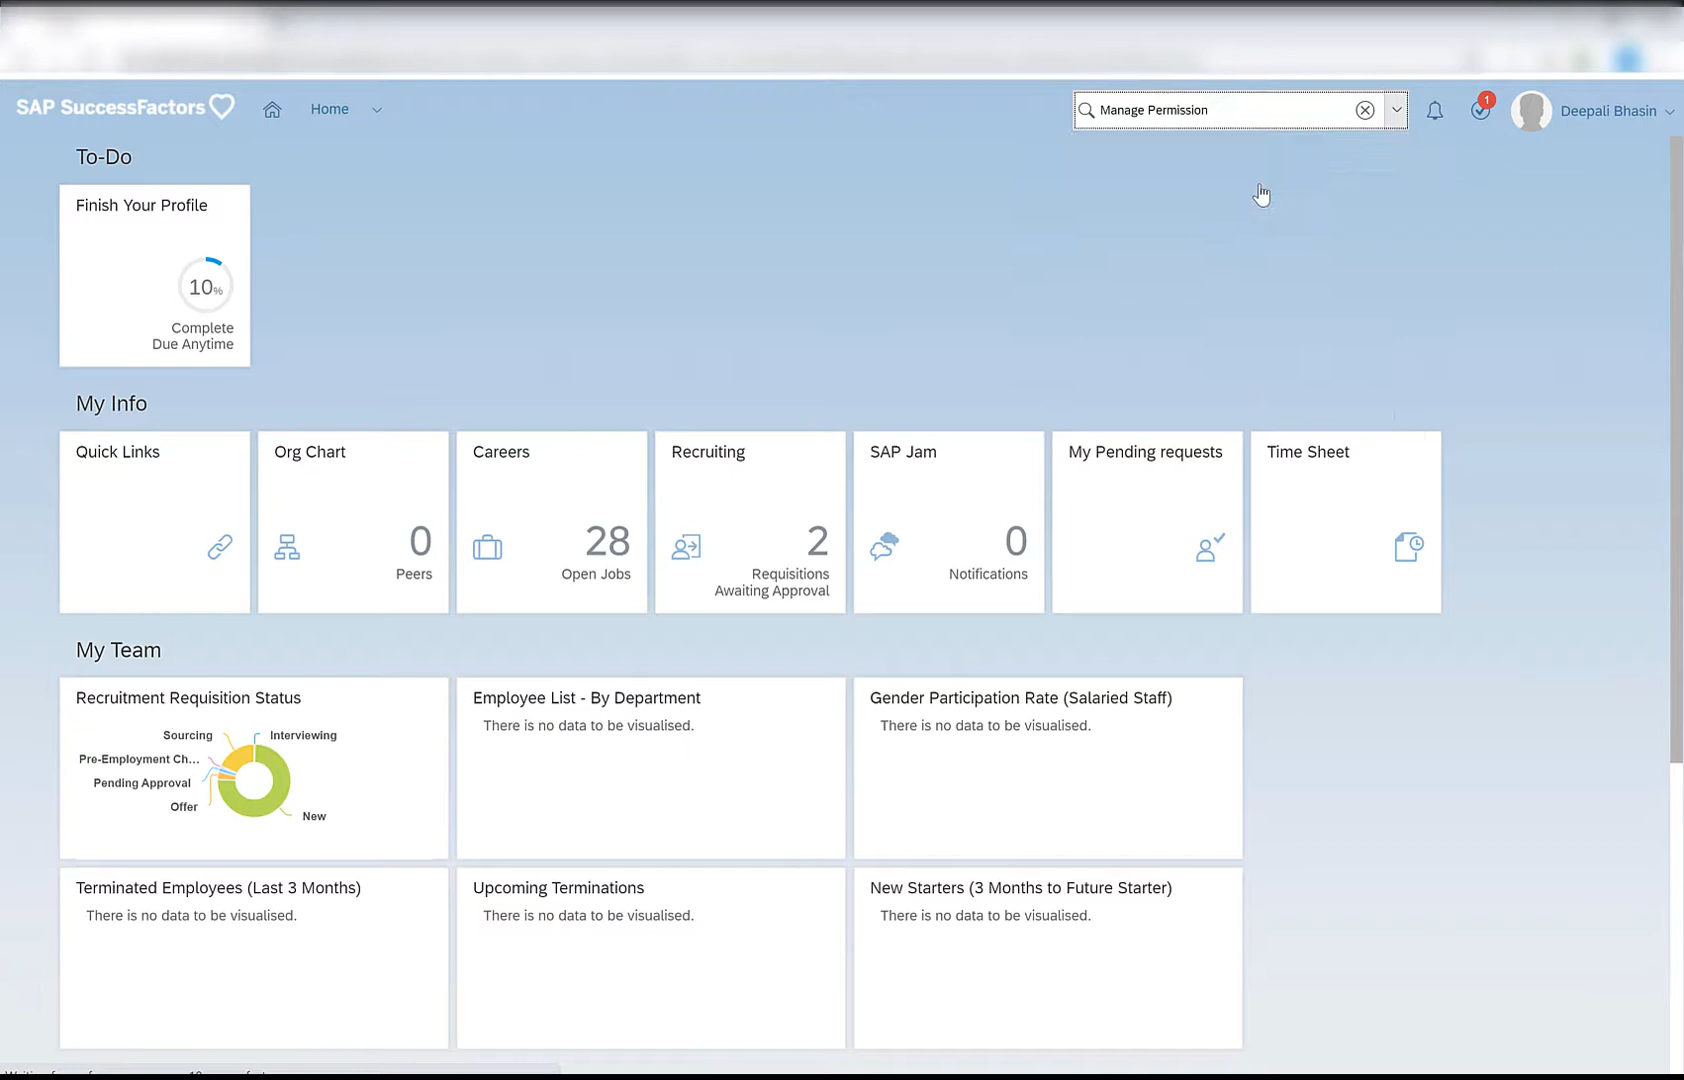 SAP SuccessFactors
Home
Manage Permission
1
Deepali Bhasin
To-Do
Finish Your Profile
10%
Complete
Due Anytime
My Info
Quick Links
Org Chart
0
Peers
Careers
28
Open Jobs
Recruiting
2
Requisitions
Awaiting Approval
SAP Jam
0
Notifications
My Pending requests
Time Sheet
My Team
Recruitment Requisition Status
Sourcing
Interviewing
Pre-Employment Ch...
Pending Approval
Offer
New
Employee List - By Department
There is no data to be visualised.
Gender Participation Rate (Salaried Staff)
There is no data to be visualised.
Terminated Employees (Last 3 Months)
There is no data to be visualised.
Upcoming Terminations
There is no data to be visualised.
New Starters (3 Months to Future Starter)
There is no data to be visualised.